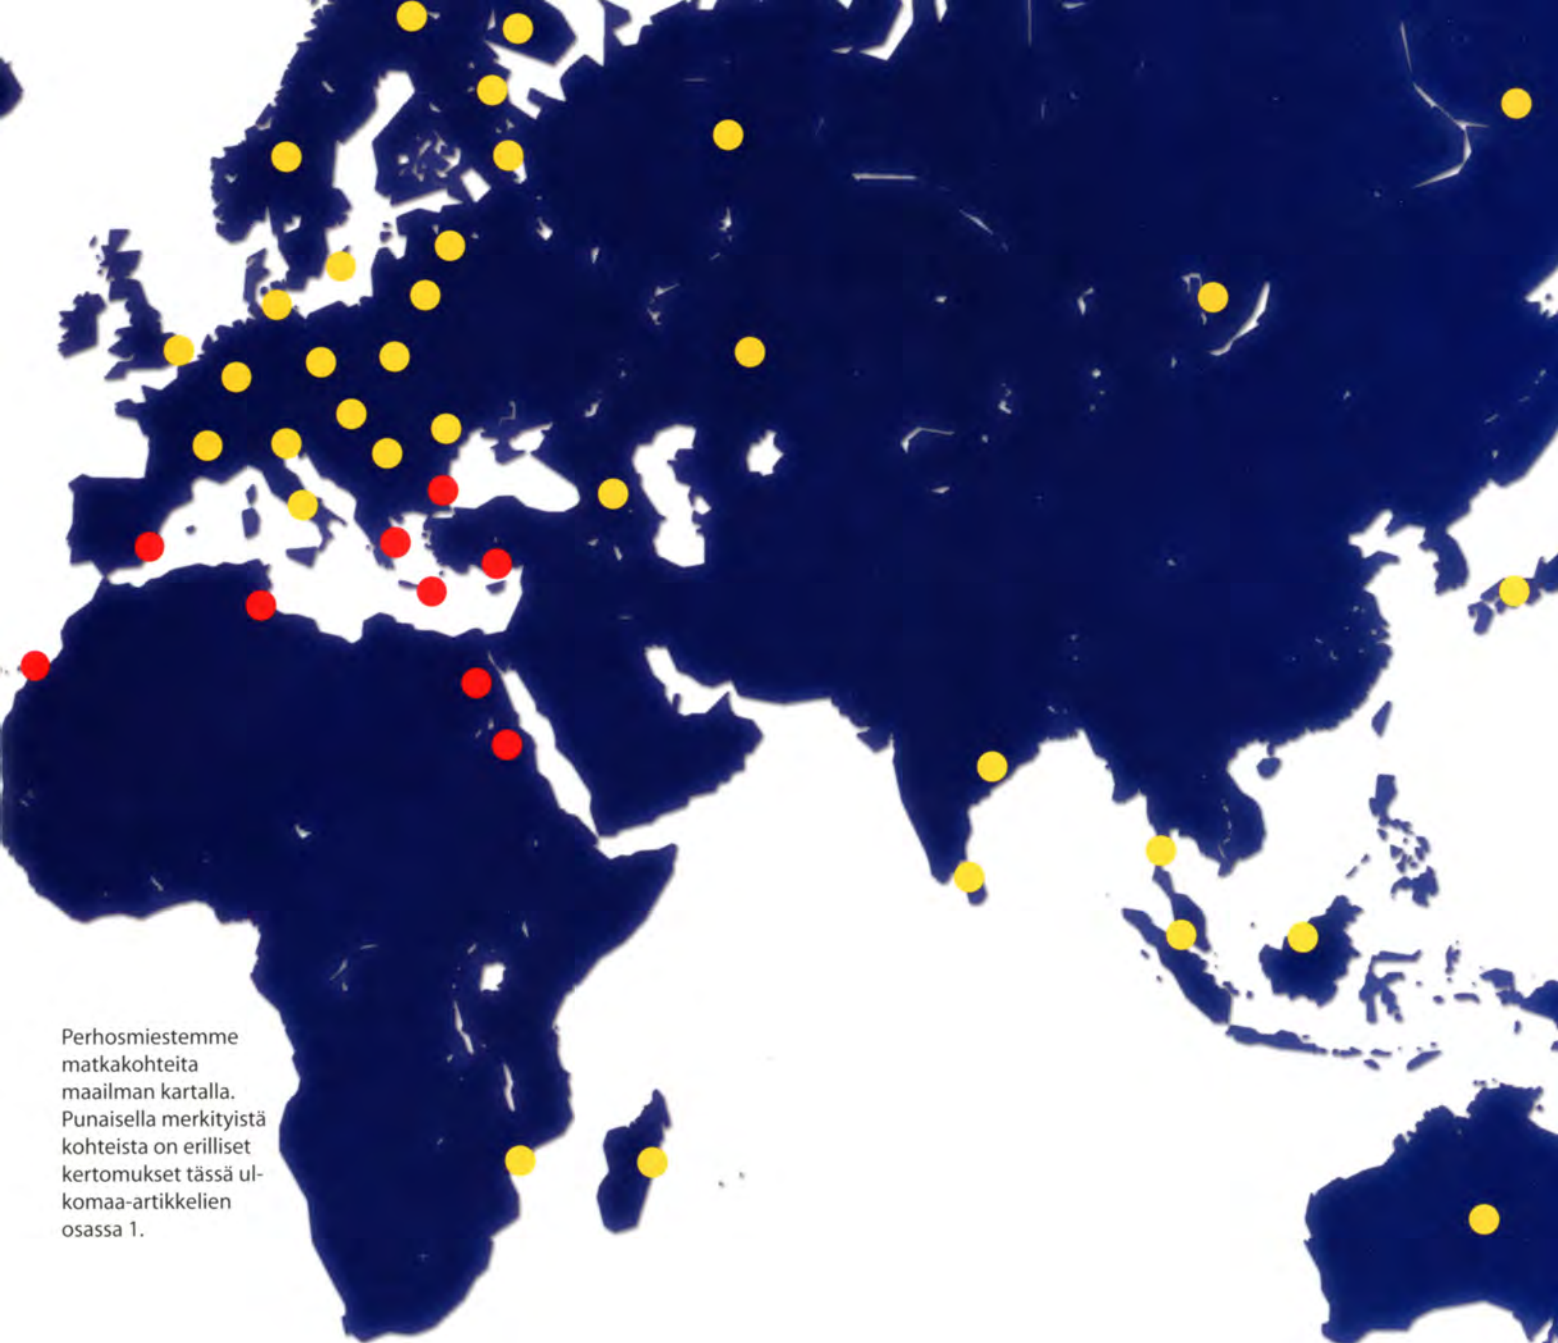 Perhosmiestemme
matkakohteita
maailman kartalla.
Punaisella merkityistä
kohteista on erilliset
kertomukset tässä ul-
komaa-artikkelien
osassa 1.